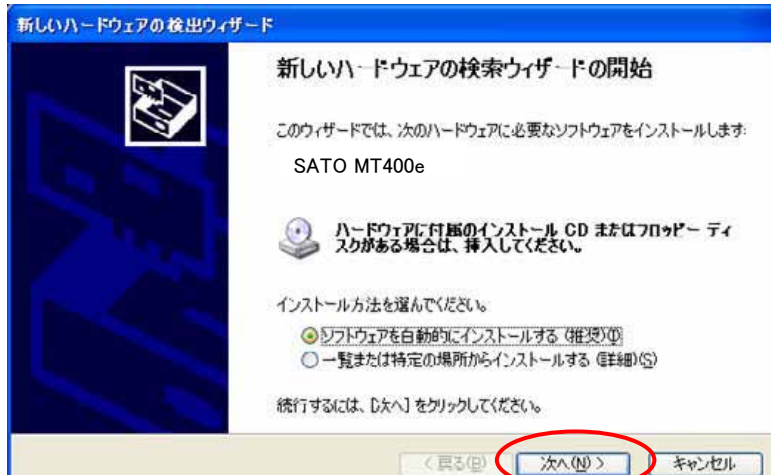 新しいハードウェアの検出ウィザード
新しいハードウェアの検索ウィザードの開始
このウィザードでは、次のハードウェアに必要なソフトウェアをインストールします:
SATO MT400e
ハードウェアに付属のインストール CD またはフロッピー ディ
スクがある場合は、挿入してください。
インストール方法を選んでください。
ソフトウェアを自動的にインストールする (推奨)(I)
一覧または特定の場所からインストールする (詳細)(S)
続行するには、[次へ] をクリックしてください。
< 戻る(B) 次へ(N) > キャンセル